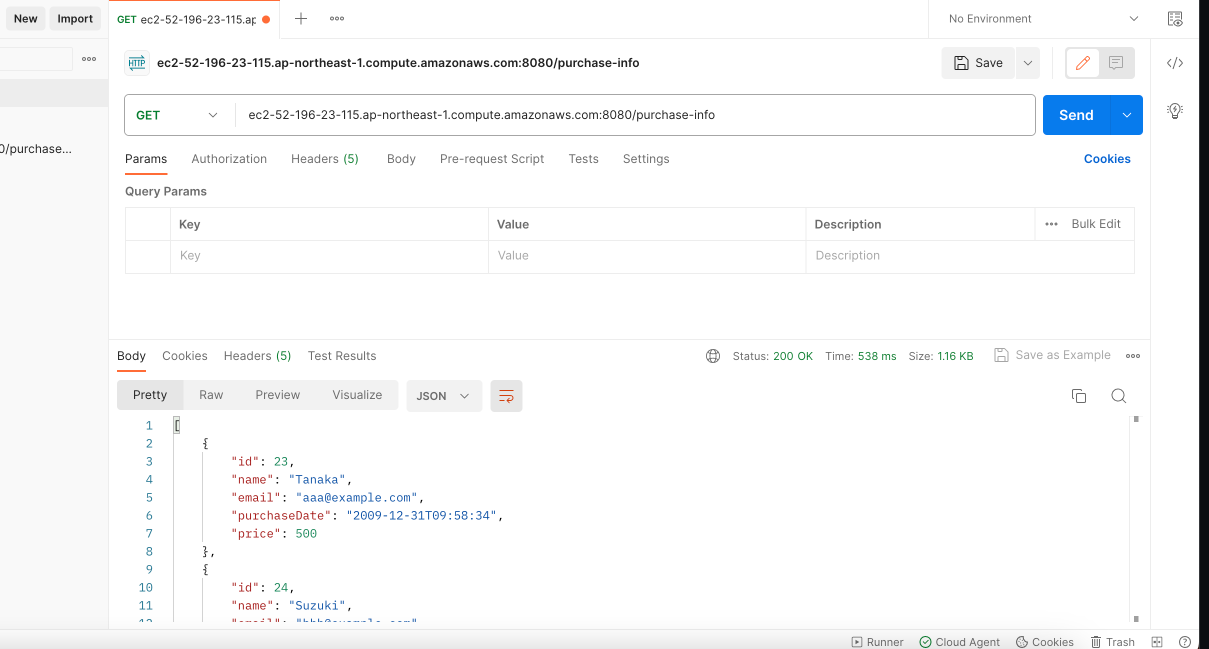 New Import GET ec2-52-196-23-115.ap No Environment
HTTP ec2-52-196-23-115.ap-northeast-1.compute.amazonaws.com:8080/purchase-info Save
GET ec2-52-196-23-115.ap-northeast-1.compute.amazonaws.com:8080/purchase-info Send
0/purchase...
Params Authorization Headers (5) Body Pre-request Script Tests Settings Cookies
Query Params
Key Value Description Bulk Edit
Key Value Description
Body Cookies Headers (5) Test Results Status: 200 OK Time: 538 ms Size: 1.16 KB Save as Example
Pretty Raw Preview Visualize JSON
1 [
2 {
3 "id": 23,
4 "name": "Tanaka",
5 "email": "aaa@example.com",
6 "purchaseDate": "2009-12-31T09:58:34",
7 "price": 500
8 },
9 {
10 "id": 24,
11 "name": "Suzuki",
12 "email": "bbb@example.com"
Runner Cloud Agent Cookies Trash